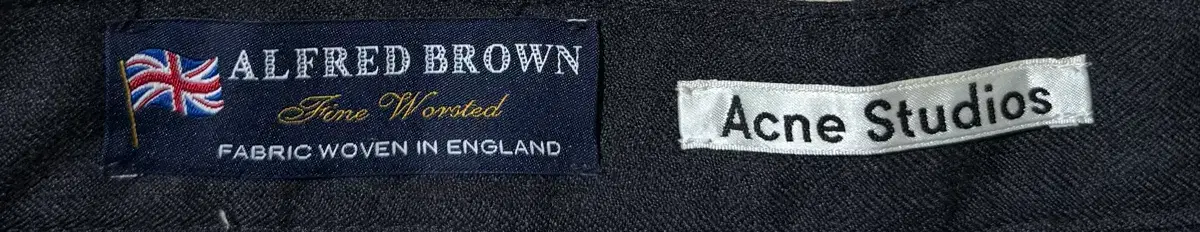 ALFRED BROWN
Fine Worsted
FABRIC WOVEN IN ENGLAND
Acne Studios